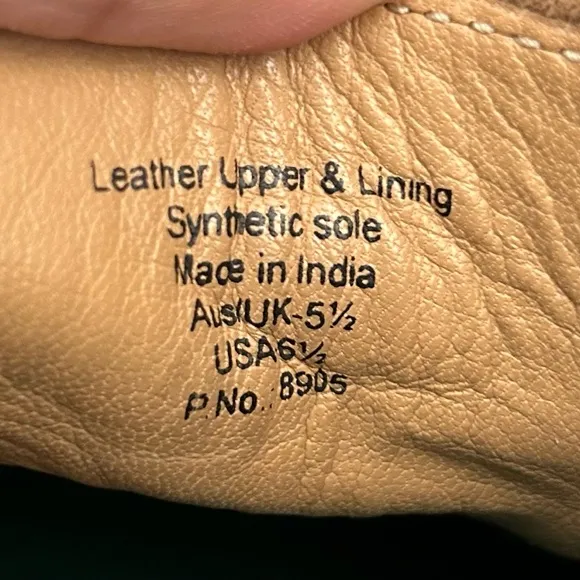 Leather Upper & Lining
Synthetic sole
Made in India
Aus/UK-5½
USA6½
P.No.:8905